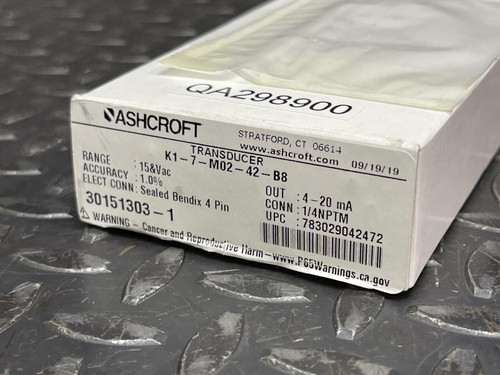 QA298900
ASHCROFT
STRATFORD, CT 06614
www.ashcroft.com 09/19/19
TRANSDUCER
K1-7-M02-42-B8
RANGE : 15&Vac
ACCURACY : 1.0%
ELECT CONN: Sealed Bendix 4 Pin
OUT : 4-20 mA
CONN : 1/4NPTM
UPC : 783029042472
30151303-1
⚠ WARNING - Cancer and Reproductive Harm - www.P65Warnings.ca.gov